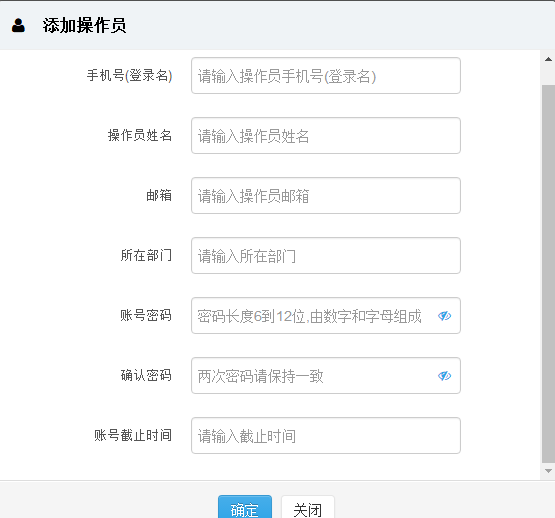 添加操作员
手机号(登录名) 请输入操作员手机号(登录名)
操作员姓名 请输入操作员姓名
邮箱 请输入操作员邮箱
所在部门 请输入所在部门
账号密码 密码长度6到12位,由数字和字母组成
确认密码 两次密码请保持一致
账号截止时间 请输入截止时间
确定 关闭